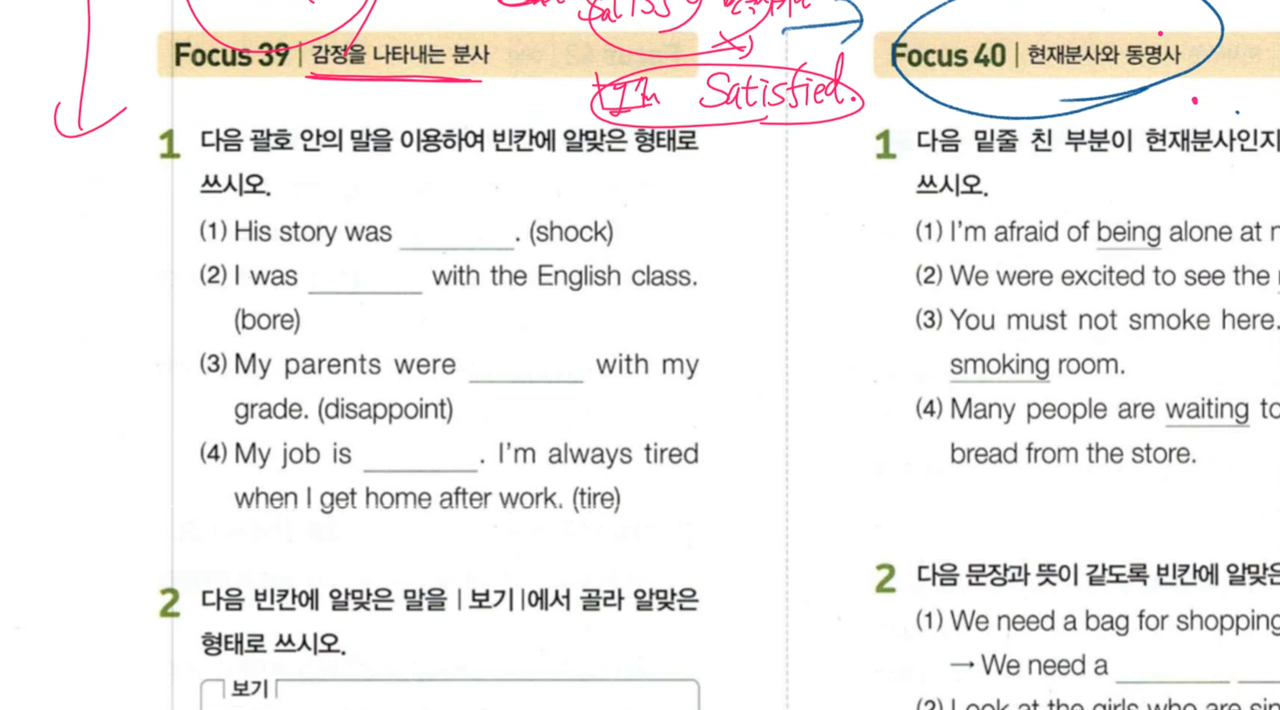 Focus 39 | 감정을 나타내는 분사
I'm Satisfied.
1 다음 괄호 안의 말을 이용하여 빈칸에 알맞은 형태로
쓰시오.
(1) His story was ________. (shock)
(2) I was ________ with the English class.
(bore)
(3) My parents were ________ with my
grade. (disappoint)
(4) My job is ________. I'm always tired
when I get home after work. (tire)
2 다음 빈칸에 알맞은 말을 |보기|에서 골라 알맞은
형태로 쓰시오.
보기
Focus 40 | 현재분사와 동명사
1 다음 밑줄 친 부분이 현재분사인지
쓰시오.
(1) I'm afraid of being alone at
(2) We were excited to see the
(3) You must not smoke here.
smoking room.
(4) Many people are waiting to
bread from the store.
2 다음 문장과 뜻이 같도록 빈칸에 알맞은
(1) We need a bag for shopping
→ We need a ________
(2) Look at the girls who are